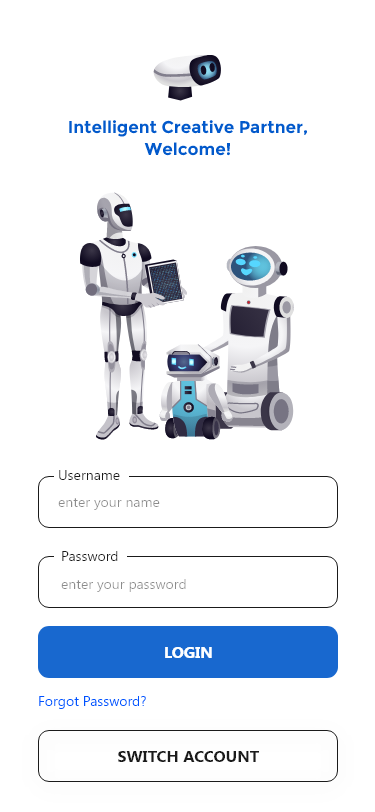 Intelligent Creative Partner,
Welcome!
Username
enter your name
Password
enter your password
LOGIN
Forgot Password?
SWITCH ACCOUNT